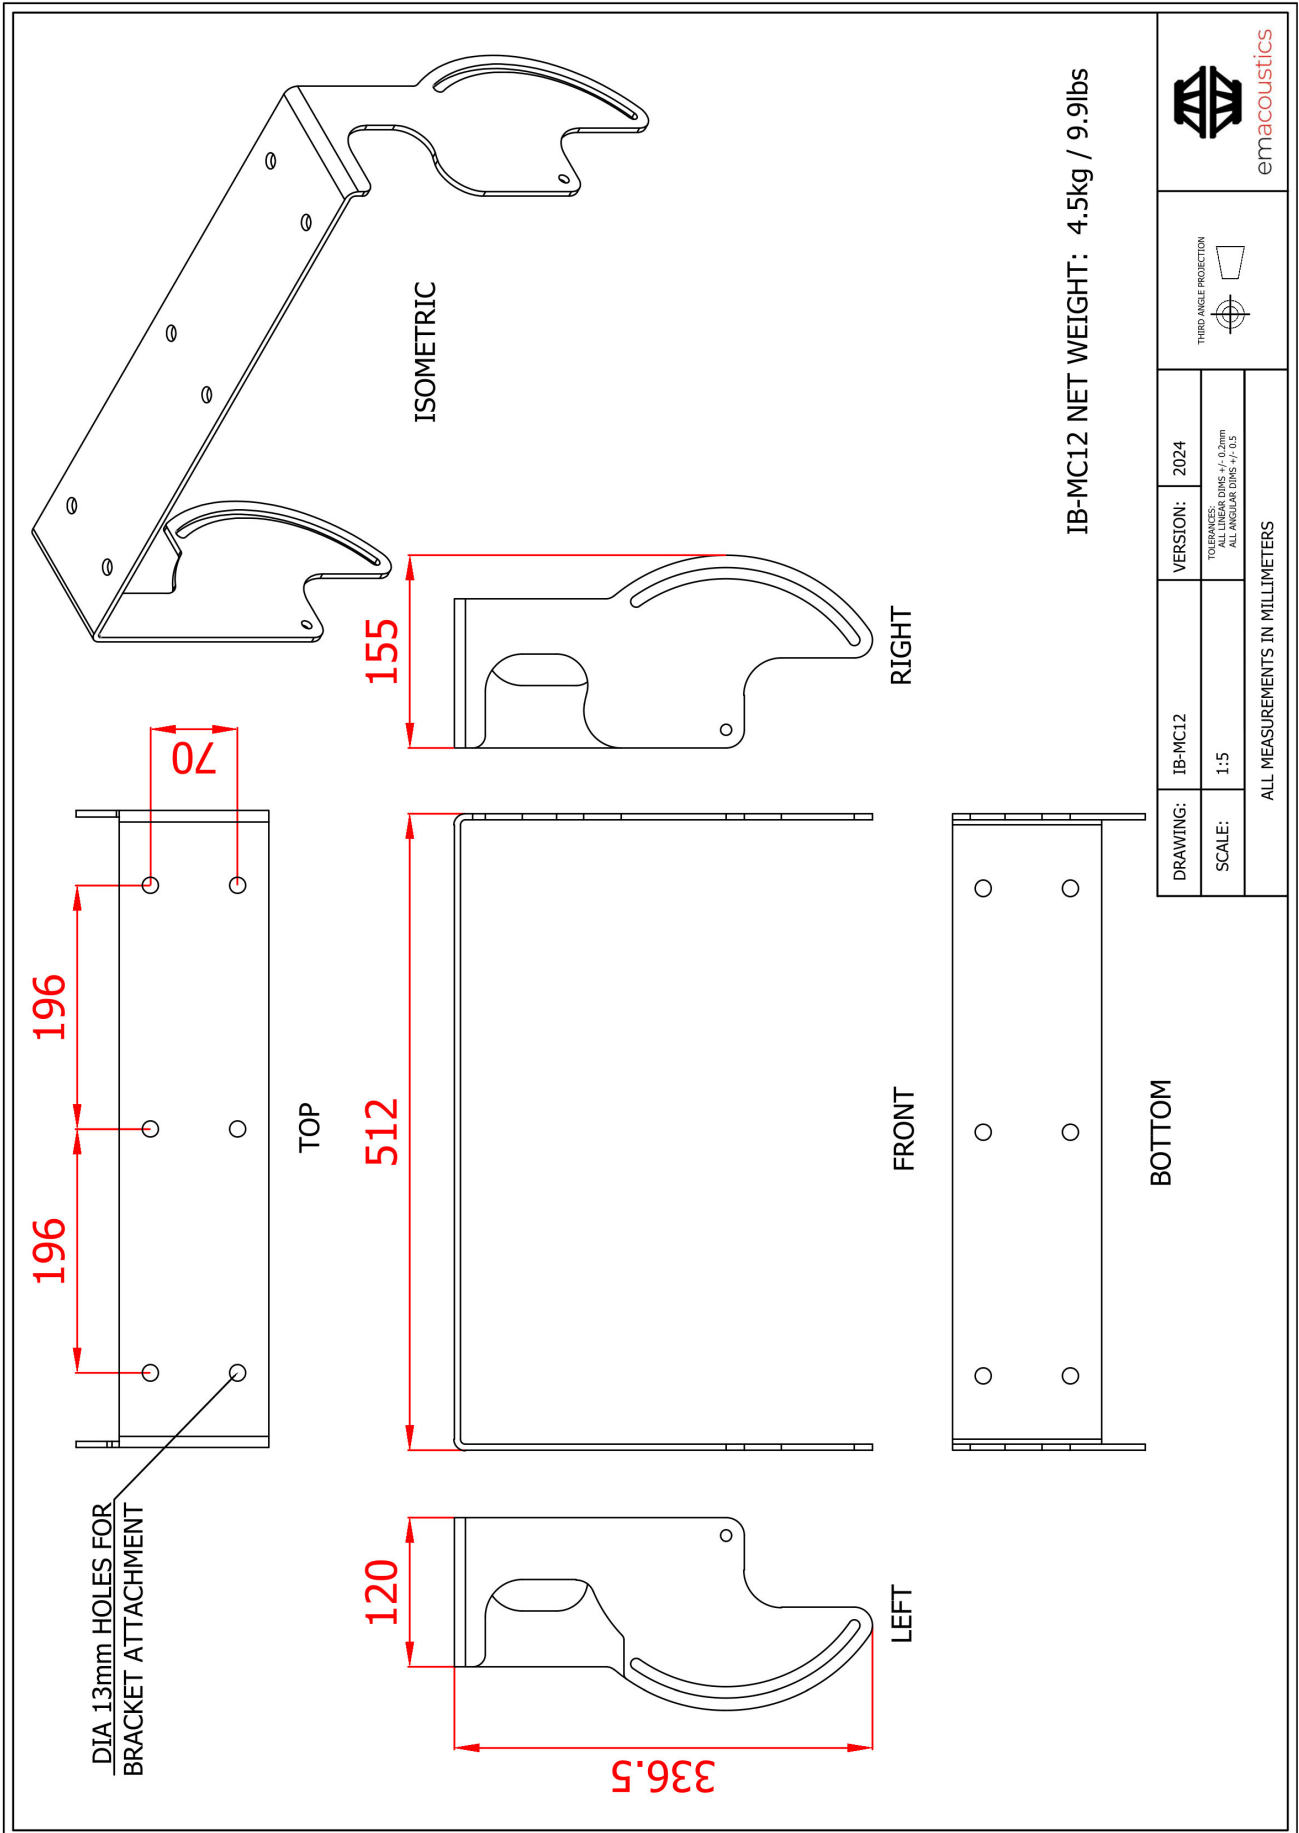 DIA 13mm HOLES FOR
BRACKET ATTACHMENT
196
196
70
TOP
ISOMETRIC
120
512
155
336.5
LEFT
FRONT
RIGHT
BOTTOM
IB-MC12 NET WEIGHT: 4.5kg / 9.9lbs
DRAWING: IB-MC12 VERSION: 2024
SCALE: 1:5
TOLERANCES:
ALL LINEAR DIMS +/- 0.2mm
ALL ANGULAR DIMS +/- 0.5
ALL MEASUREMENTS IN MILLIMETERS
THIRD ANGLE PROJECTION
emacoustics